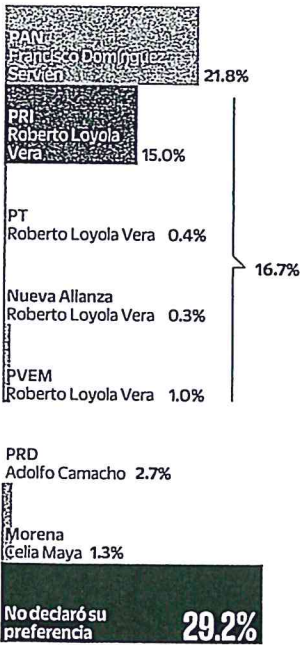 PAN
Francisco Domínguez
Servién
21.8%
PRI
Roberto Loyola
Vera
15.0%
PT
Roberto Loyola Vera 0.4%
16.7%
Nueva Alianza
Roberto Loyola Vera 0.3%
PVEM
Roberto Loyola Vera 1.0%
PRD
Adolfo Camacho 2.7%
Morena
Celia Maya 1.3%
No declaró su
preferencia
29.2%